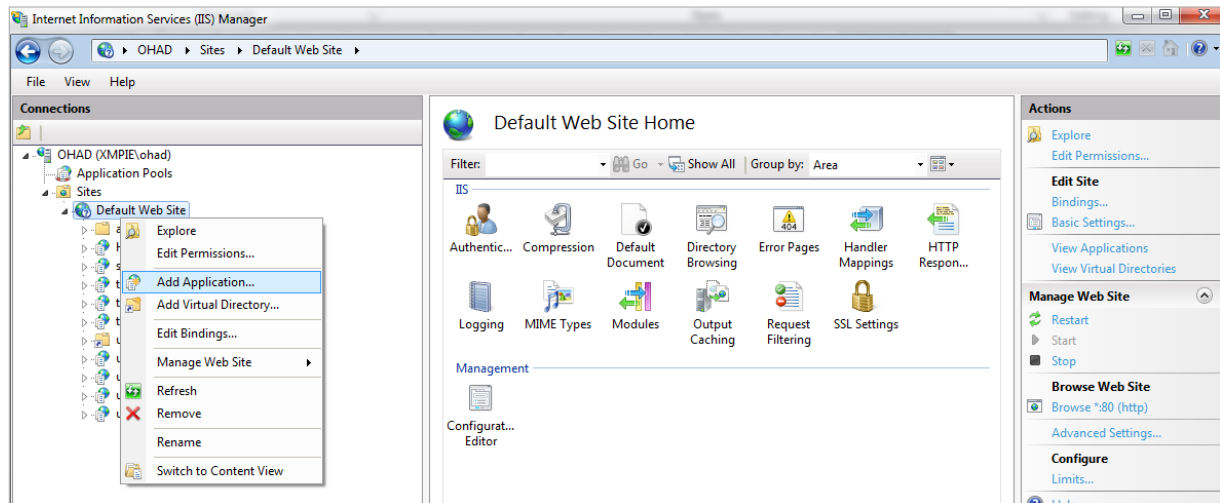 Internet Information Services (IIS) Manager
OHAD Sites Default Web Site
File View Help
Connections
OHAD (XMPIE\ohad)
Application Pools
Sites
Default Web Site
Explore
Edit Permissions...
Add Application...
Add Virtual Directory...
Edit Bindings...
Manage Web Site
Refresh
Remove
Rename
Switch to Content View
Default Web Site Home
Filter: Go Show All Group by: Area
IIS
Authentic... Compression Default Document Directory Browsing Error Pages Handler Mappings HTTP Respon...
Logging MIME Types Modules Output Caching Request Filtering SSL Settings
Management
Configurat...
Editor
Actions
Explore
Edit Permissions...
Edit Site
Bindings...
Basic Settings...
View Applications
View Virtual Directories
Manage Web Site
Restart
Start
Stop
Browse Web Site
Browse *:80 (http)
Advanced Settings...
Configure
Limits...